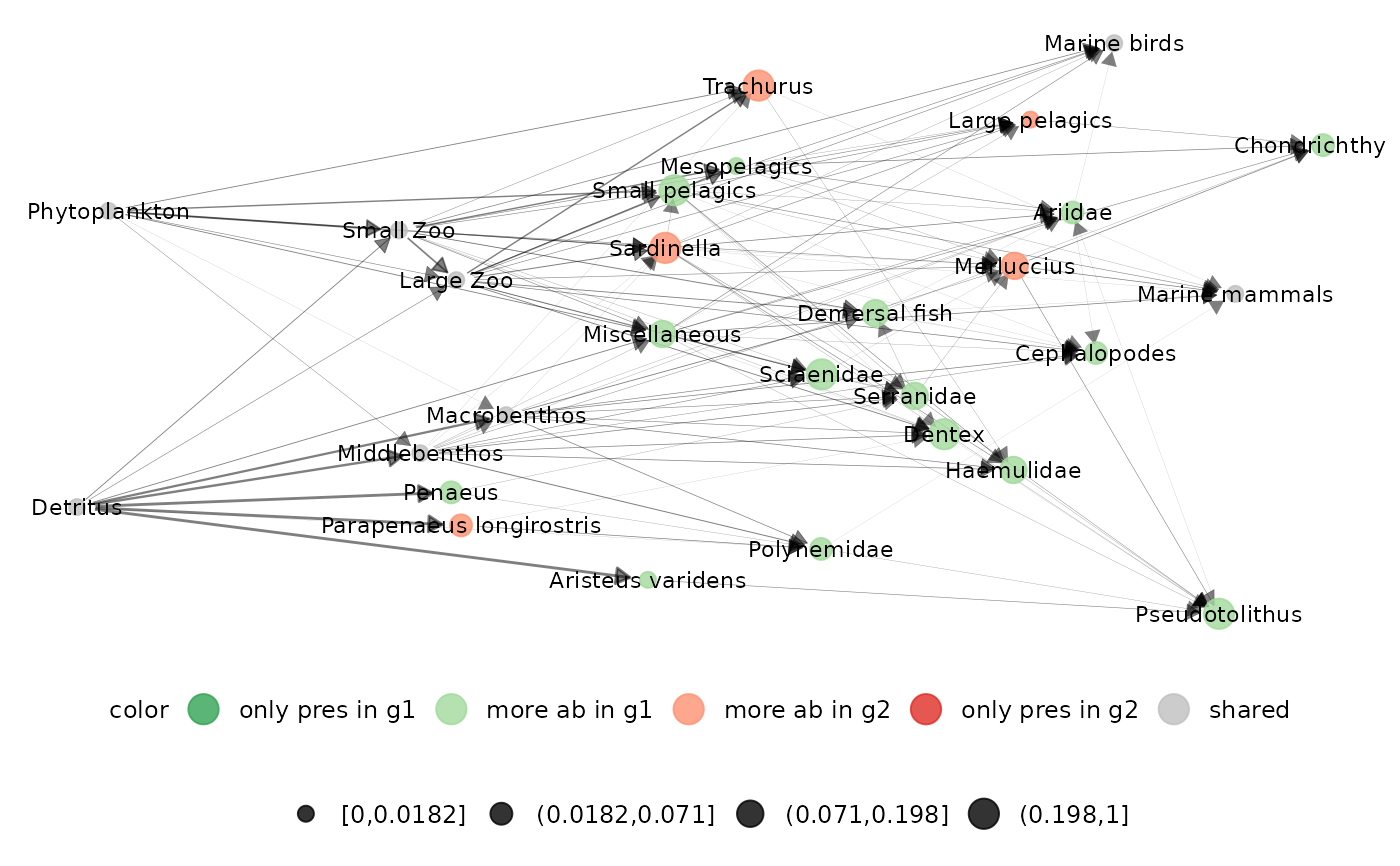 Marine birds
Trachurus
Large pelagics
Chondrichthy
Mesopelagics
Small pelagics
Phytoplankton
Ariidae
Small Zoo
Sardinella
Merluccius
Large Zoo
Marine mammals
Demersal fish
Miscellaneous
Cephalopodes
Sciaenidae
Serranidae
Macrobenthos
Dentex
Middlebenthos
Haemulidae
Penaeus
Detritus
Parapenaeus longirostris
Polynemidae
Aristeus varidens
Pseudotolithus
color only pres in g1 more ab in g1 more ab in g2 only pres in g2 shared
[0,0.0182] (0.0182,0.071] (0.071,0.198] (0.198,1]